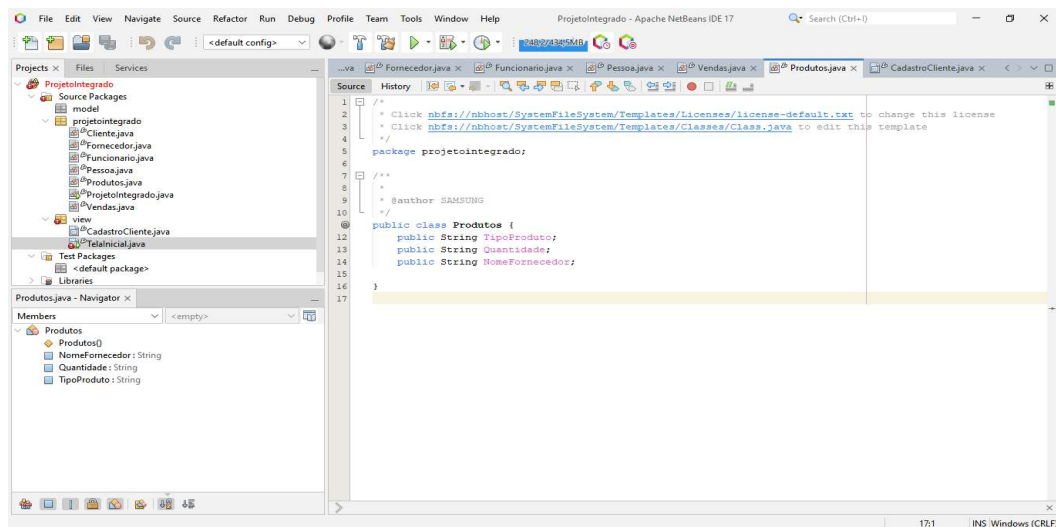 File Edit View Navigate Source Refactor Run Debug Profile Team Tools Window Help
ProjetoIntegrado - Apache NetBeans IDE 17
Search (Ctrl+I)
<default config>
Projects Files Services
ProjetoIntegrado
Source Packages
model
projetointegrado
Cliente.java
Fornecedor.java
Funcionario.java
Pessoa.java
Produtos.java
ProjetoIntegrado.java
Vendas.java
view
CadastroCliente.java
TelaInicial.java
Test Packages
<default package>
Libraries
Produtos.java - Navigator
Members <empty>
Produtos
Produtos()
NomeFornecedor : String
Quantidade : String
TipoProduto : String
...va Fornecedor.java Funcionario.java Pessoa.java Vendas.java Produtos.java CadastroCliente.java
Source History
1 /*
2 * Click nbfs://nbhost/SystemFileSystem/Templates/Licenses/license-default.txt to change this license
3 * Click nbfs://nbhost/SystemFileSystem/Templates/Classes/Class.java to edit this template
4 */
5 package projetointegrado;
6
7 /**
8 *
9 * @author SAMSUNG
10 */
public class Produtos {
12 public String TipoProduto;
13 public String Quantidade;
14 public String NomeFornecedor;
15
16 }
17
17:1 INS Windows (CRLF)